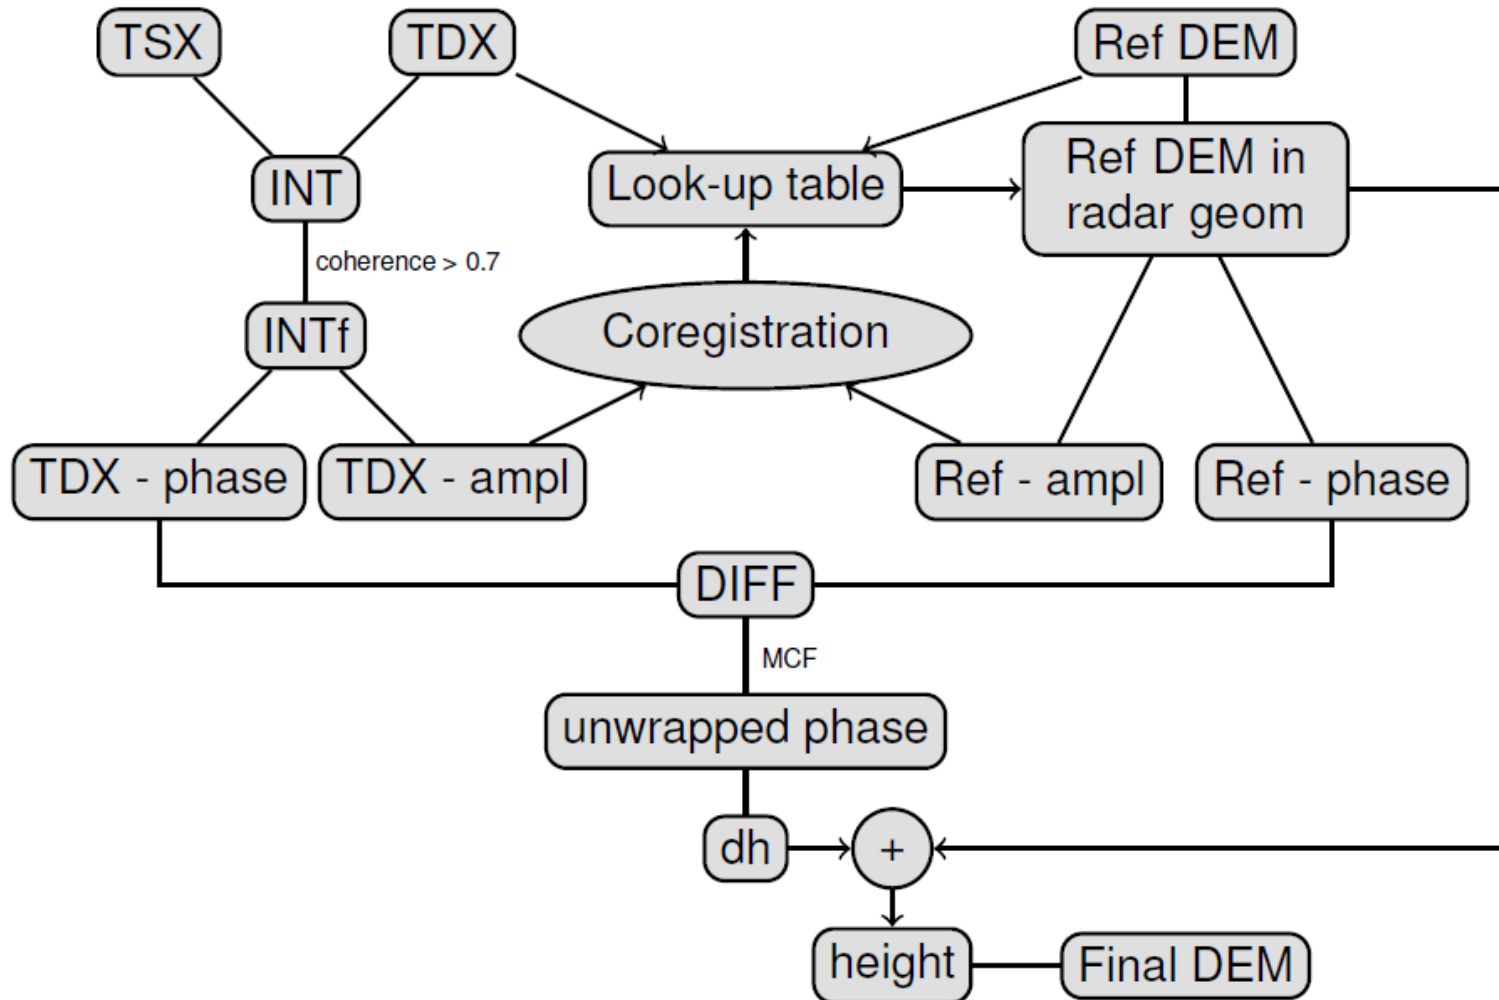 TSX
TDX
Ref DEM
INT
Look-up table
Ref DEM in
radar geom
coherence > 0.7
INTf
Coregistration
TDX - phase
TDX - ampl
Ref - ampl
Ref - phase
DIFF
MCF
unwrapped phase
dh
+
height
Final DEM